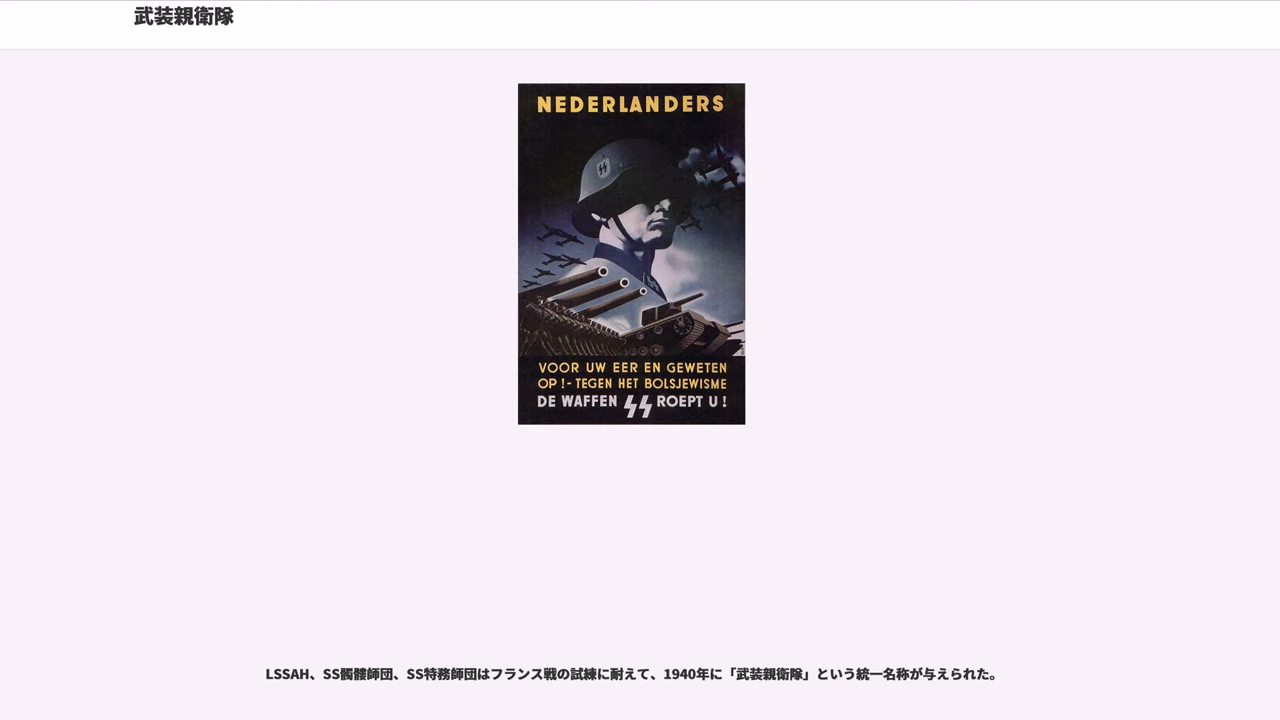 武装親衛隊
NEDERLANDERS
VOOR UW EER EN GEWETEN
OP!- TEGEN HET BOLSJEWISME
DE WAFFEN SS ROEPT U!
LSSAH、SS髑髏師団、SS特務師団はフランス戦の試練に耐えて、1940年に「武装親衛隊」という統一名称が与えられた。